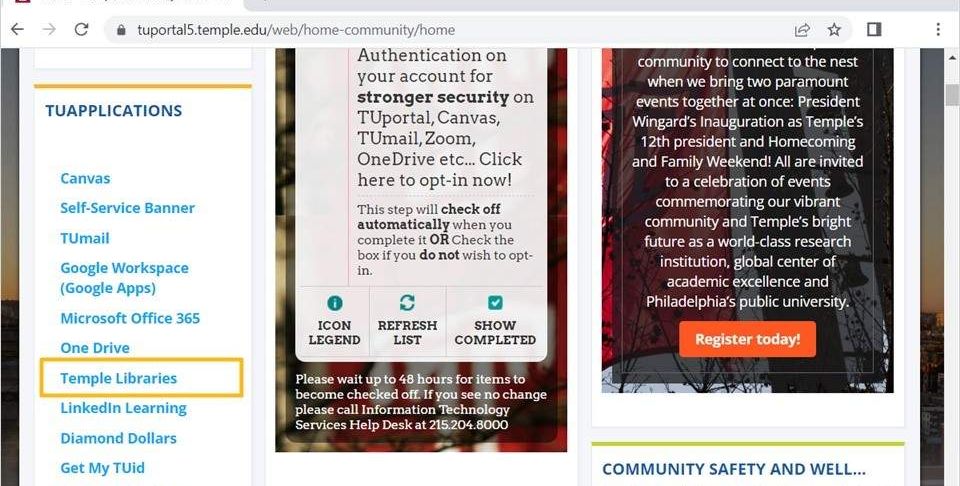 tuportal5.temple.edu/web/home-community/home
TUAPPLICATIONS
Canvas
Self-Service Banner
TUmail
Google Workspace
(Google Apps)
Microsoft Office 365
One Drive
Temple Libraries
LinkedIn Learning
Diamond Dollars
Get My TUid
Authentication on
your account for
stronger security on
TUportal, Canvas,
TUmail, Zoom,
OneDrive etc... Click
here to opt-in now!
This step will check off
automatically when you
complete it OR Check the
box if you do not wish to opt-
in.
ICON
LEGEND
REFRESH
LIST
SHOW
COMPLETED
Please wait up to 48 hours for items to
become checked off. If you see no change
please call Information Technology
Services Help Desk at 215.204.8000
community to connect to the nest
when we bring two paramount
events together at once: President
Wingard's Inauguration as Temple's
12th president and Homecoming
and Family Weekend! All are invited
to a celebration of events
commemorating our vibrant
community and Temple's bright
future as a world-class research
institution, global center of
academic excellence and
Philadelphia's public university.
Register today!
COMMUNITY SAFETY AND WELL...